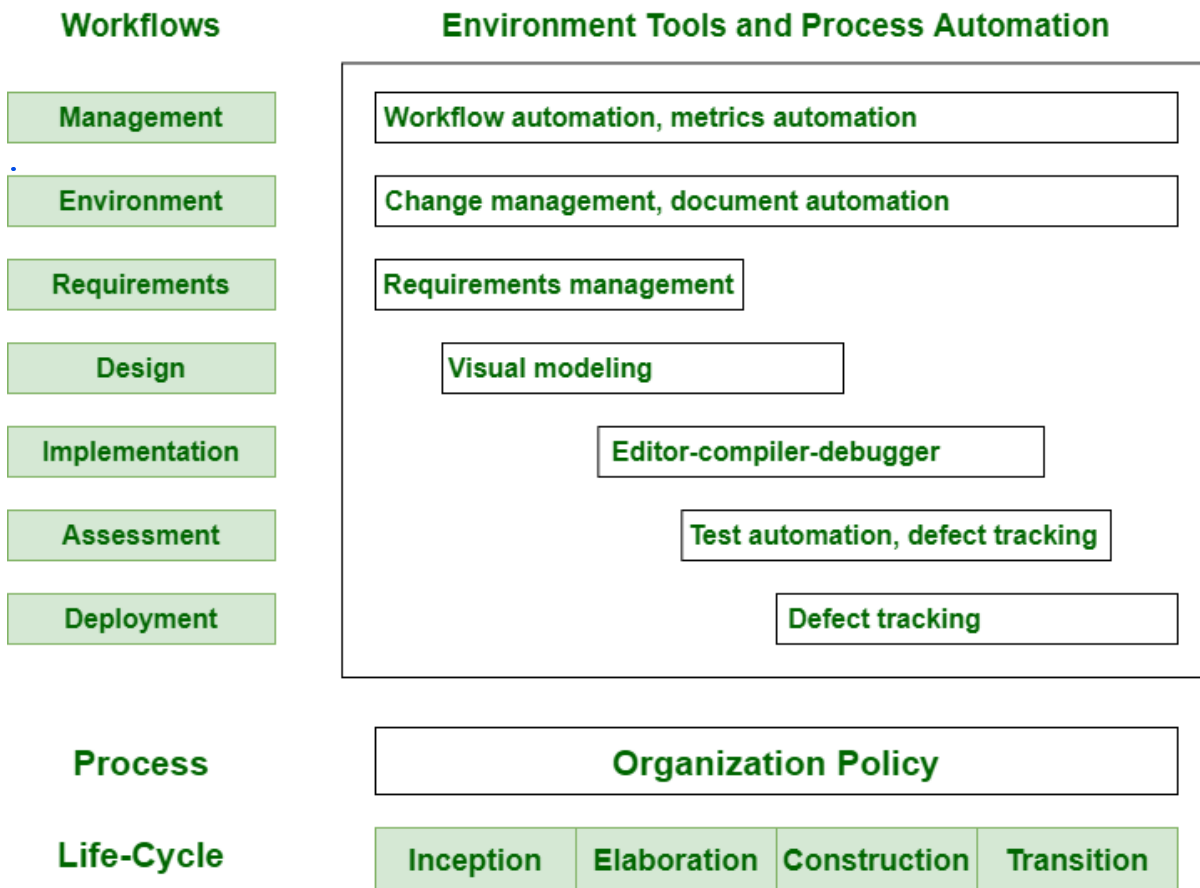 Workflows
Environment Tools and Process Automation
Management
Workflow automation, metrics automation
Environment
Change management, document automation
Requirements
Requirements management
Design
Visual modeling
Implementation
Editor-compiler-debugger
Assessment
Test automation, defect tracking
Deployment
Defect tracking
Process
Organization Policy
Life-Cycle
Inception
Elaboration
Construction
Transition